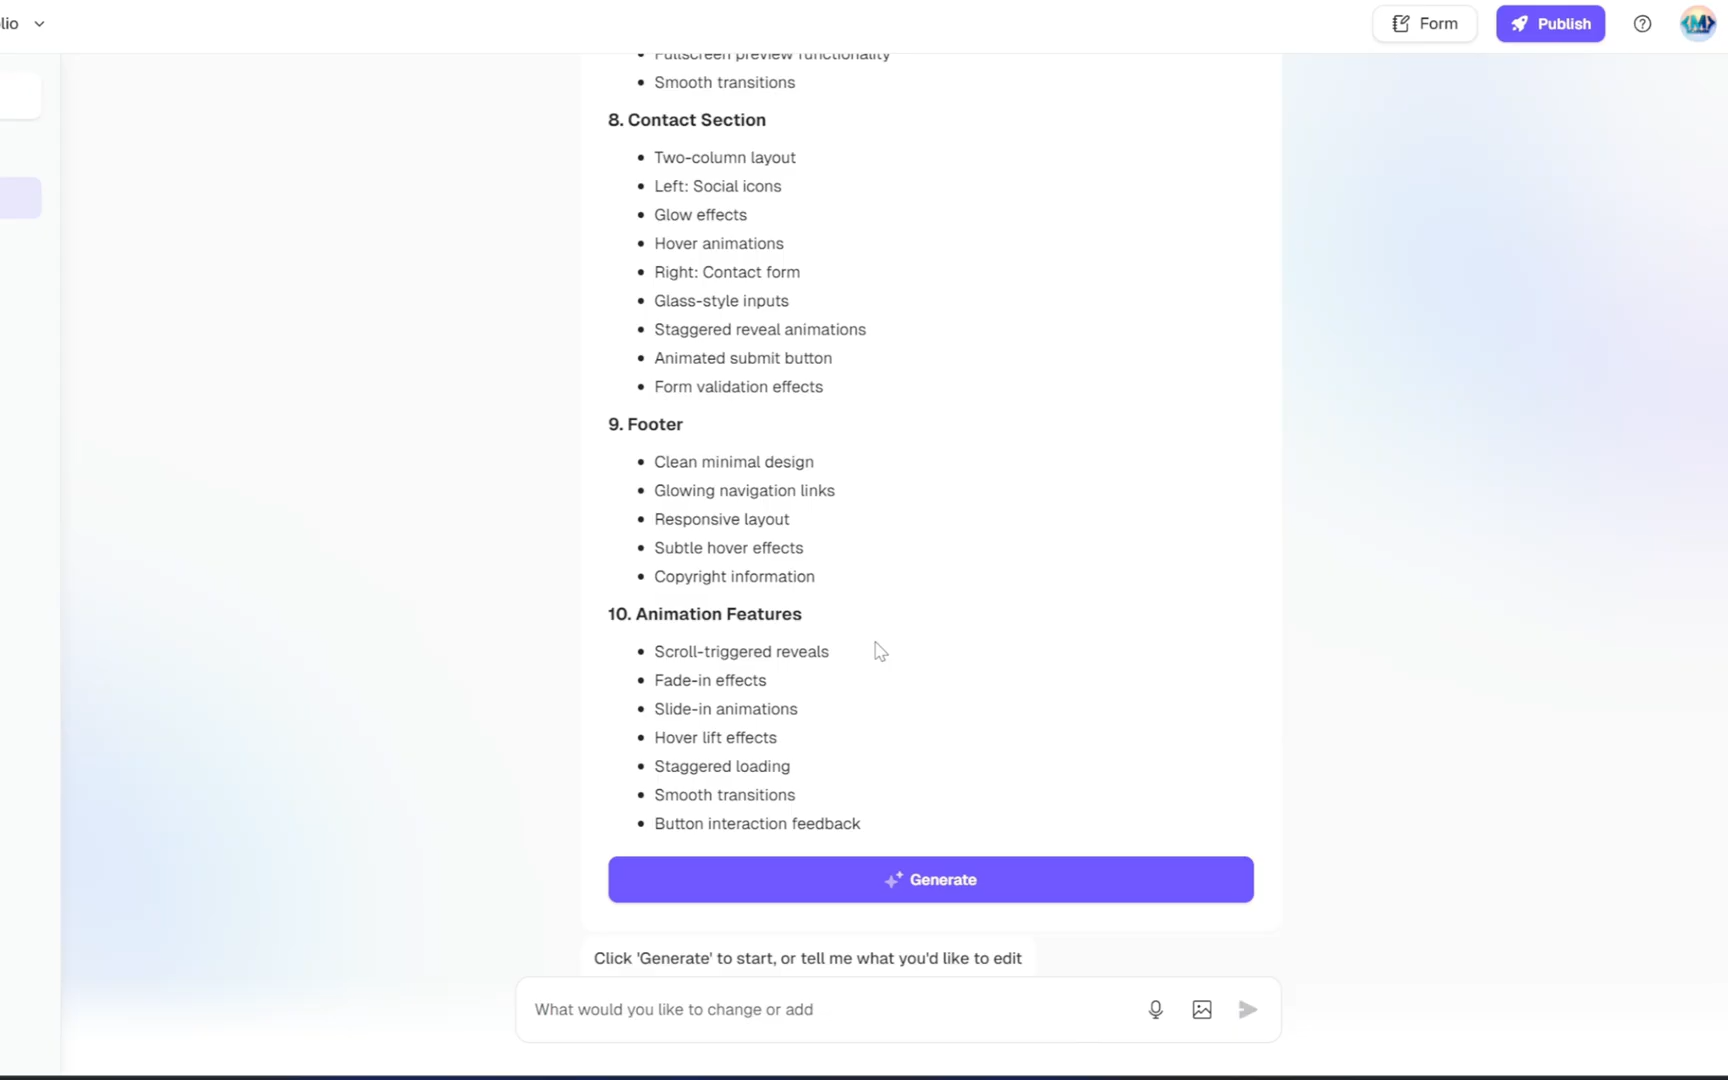 lio
Form
Publish
Fullscreen preview functionality
• Smooth transitions
8. Contact Section
• Two-column layout
• Left: Social icons
• Glow effects
• Hover animations
• Right: Contact form
• Glass-style inputs
• Staggered reveal animations
• Animated submit button
• Form validation effects
9. Footer
• Clean minimal design
• Glowing navigation links
• Responsive layout
• Subtle hover effects
• Copyright information
10. Animation Features
• Scroll-triggered reveals
• Fade-in effects
• Slide-in animations
• Hover lift effects
• Staggered loading
• Smooth transitions
• Button interaction feedback
Generate
Click 'Generate' to start, or tell me what you'd like to edit
What would you like to change or add